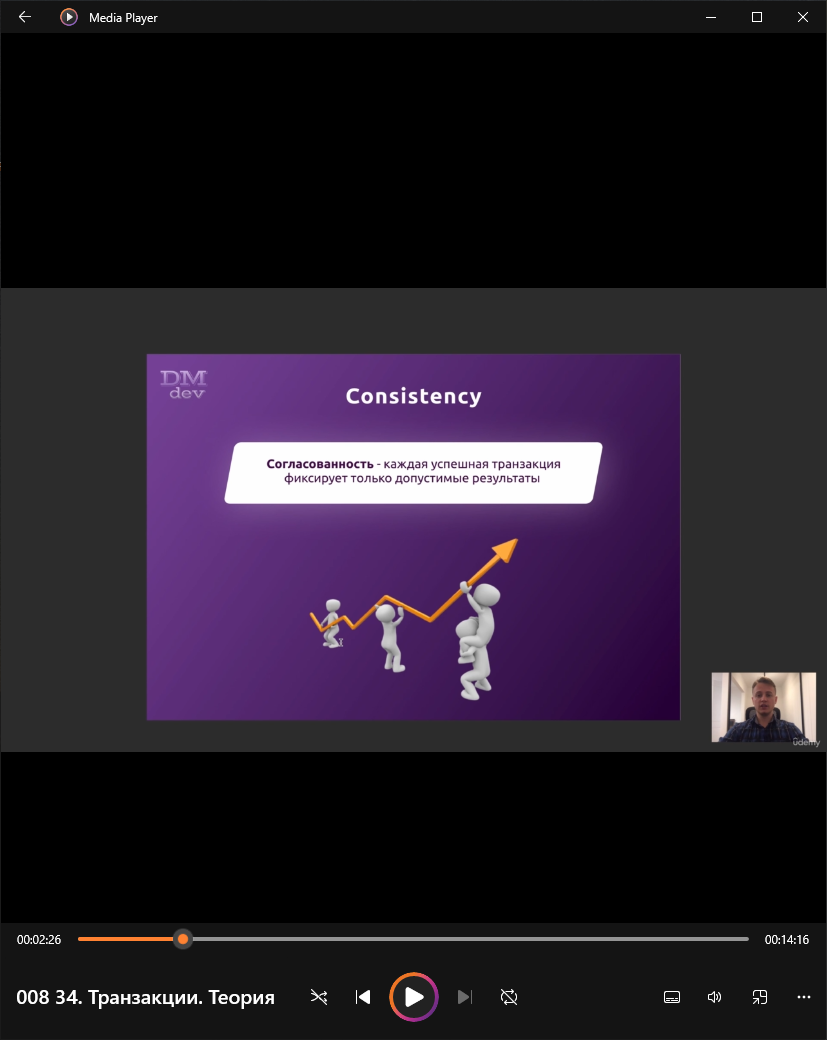 Media Player
DM
dev
Consistency
Согласованность - каждая успешная транзакция
фиксирует только допустимые результаты
ûdemy
00:02:26
00:14:16
008 34. Транзакции. Теория